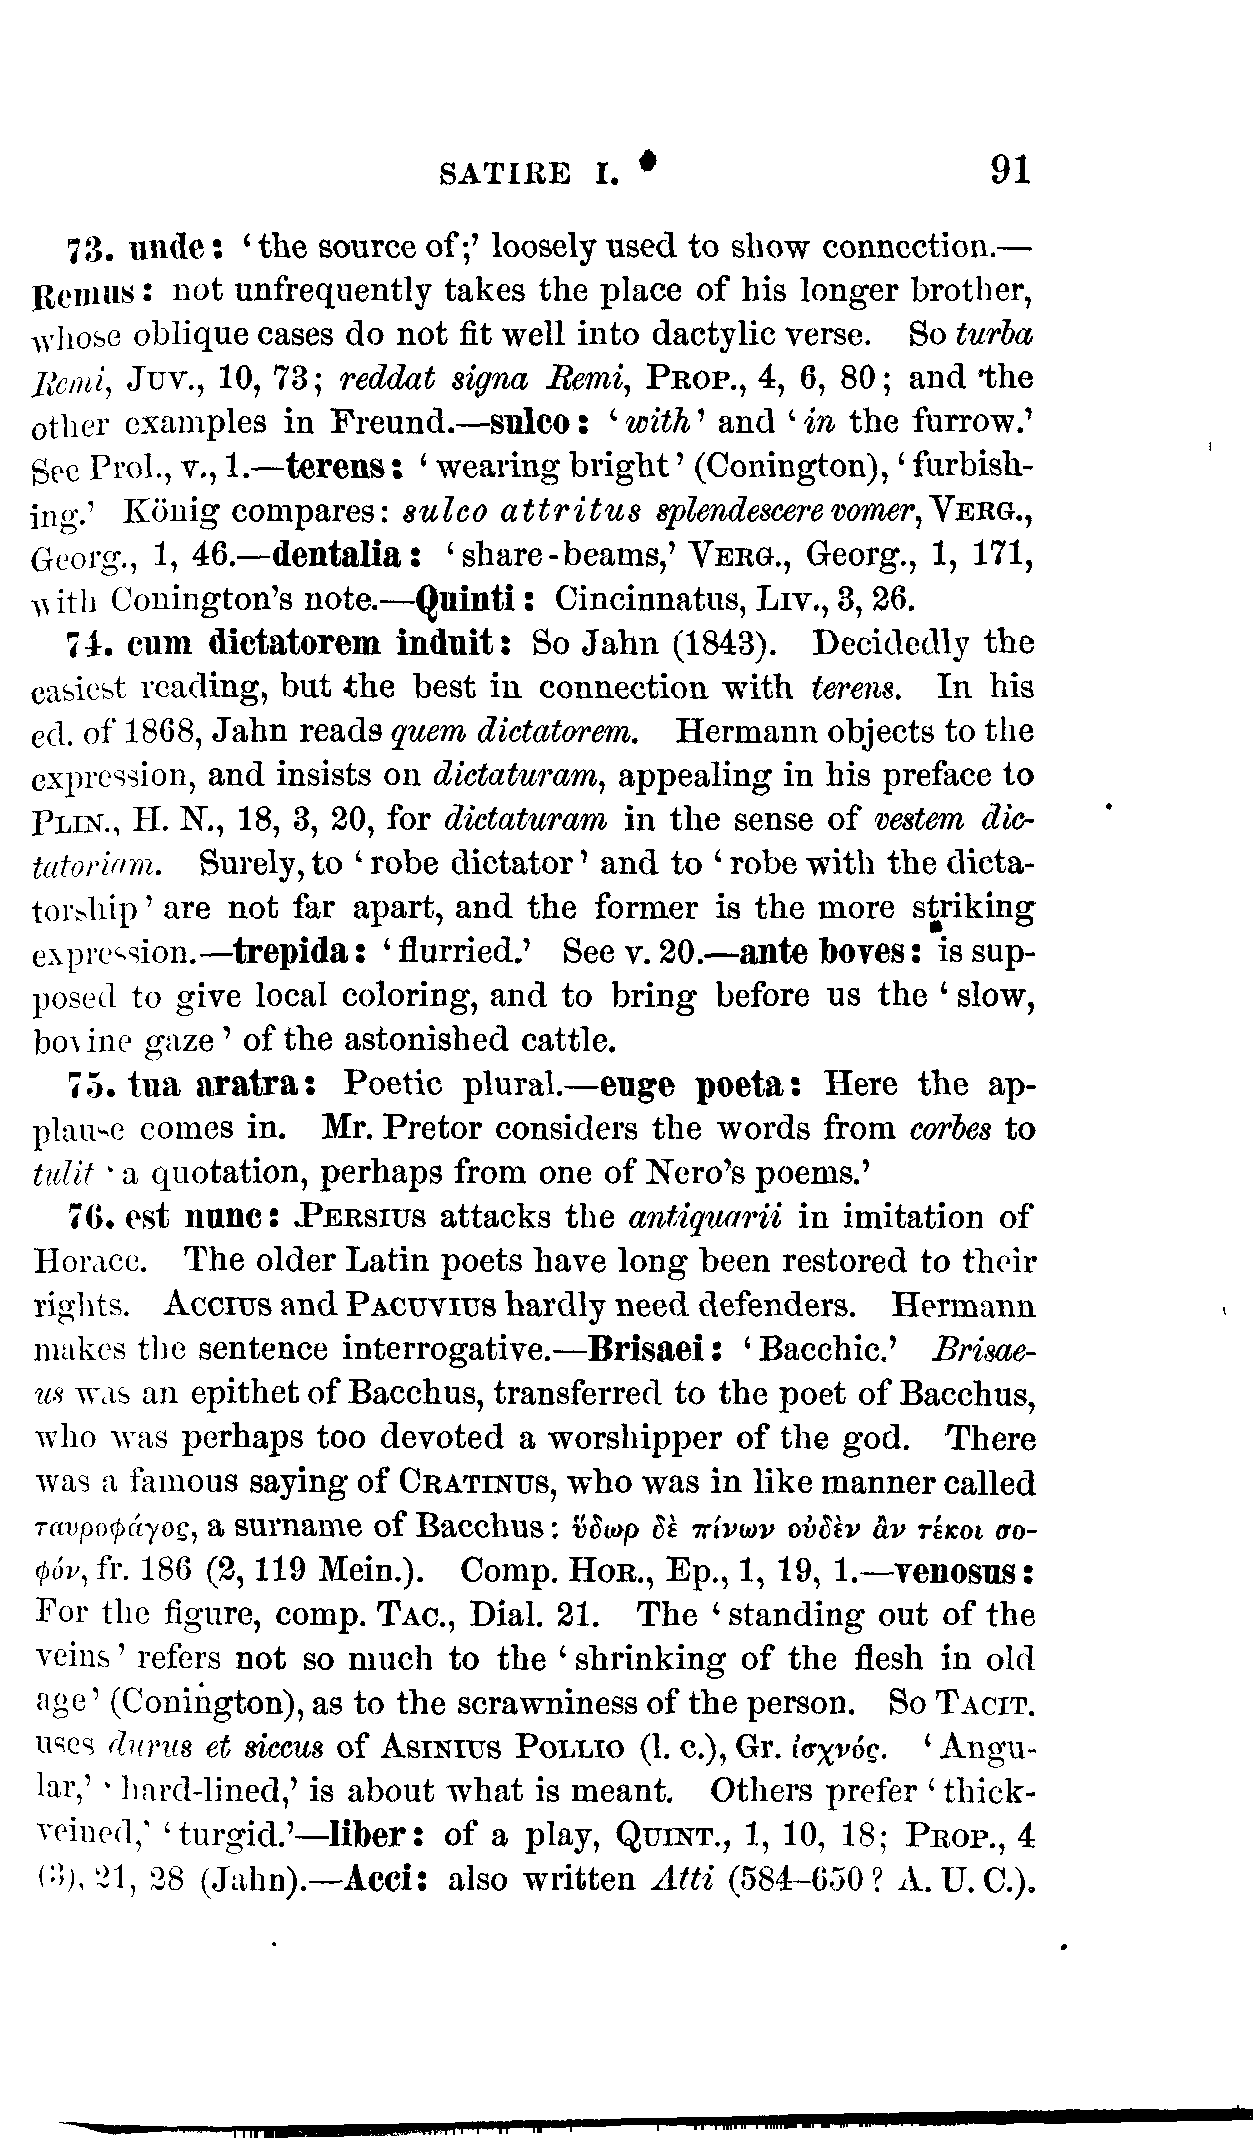 SATIRE I. 91
73. unde: ‘the source of;’ loosely used to show connection.—
Remus: not unfrequently takes the place of his longer brother,
whose oblique cases do not fit well into dactylic verse. So turba
Remi, JUV., 10, 73; reddat signa Remi, PROP., 4, 6, 80; and the
other examples in Freund.—sulco: ‘with’ and ‘in the furrow.’
See Prol., v., 1.—terens: ‘wearing bright’ (Conington), ‘furbish-
ing.’ König compares: sulco attritus splendescere vomer, VERG.,
Georg., 1, 46.—dentalia: ‘share-beams,’ VERG., Georg., 1, 171,
with Conington's note.—Quinti: Cincinnatus, LIV., 3, 26.
74. cum dictatorem induit: So Jahn (1843). Decidedly the
easiest reading, but the best in connection with terens. In his
ed. of 1868, Jahn reads quem dictatorem. Hermann objects to the
expression, and insists on dictaturam, appealing in his preface to
PLIN., H. N., 18, 3, 20, for dictaturam in the sense of vestem dic-
tatoriam. Surely, to ‘robe dictator’ and to ‘robe with the dicta-
torship’ are not far apart, and the former is the more striking
expression.—trepida: ‘flurried.’ See v. 20.—ante boves: is sup-
posed to give local coloring, and to bring before us the ‘slow,
bovine gaze’ of the astonished cattle.
75. tua aratra: Poetic plural.—euge poeta: Here the ap-
plause comes in. Mr. Pretor considers the words from corbes to
tulit ‘a quotation, perhaps from one of Nero's poems.’
76. est nunc: PERSIUS attacks the antiquarii in imitation of
Horace. The older Latin poets have long been restored to their
rights. ACCIUS and PACUVIUS hardly need defenders. Hermann
makes the sentence interrogative.—Brisaei: ‘Bacchic.’ Brisae-
us was an epithet of Bacchus, transferred to the poet of Bacchus,
who was perhaps too devoted a worshipper of the god. There
was a famous saying of CRATINUS, who was in like manner called
ταυροφάγος, a surname of Bacchus: ὕδωρ δὲ πίνων οὐδὲν ἂν τέκοι σο-
φόν, fr. 186 (2, 119 Mein.). Comp. HOR., Ep., 1, 19, 1.—venosus:
For the figure, comp. TAC., Dial. 21. The ‘standing out of the
veins’ refers not so much to the ‘shrinking of the flesh in old
age’ (Conington), as to the scrawniness of the person. So TACIT.
uses durus et siccus of ASINIUS POLLIO (l. c.), Gr. ἰσχνός. ‘Angu-
lar,’ ‘hard-lined,’ is about what is meant. Others prefer ‘thick-
veined,’ ‘turgid.’—liber: of a play, QUINT., 1, 10, 18; PROP., 4
(3), 21, 28 (Jahn).—Acci: also written Atti (584–650? A. U. C.).